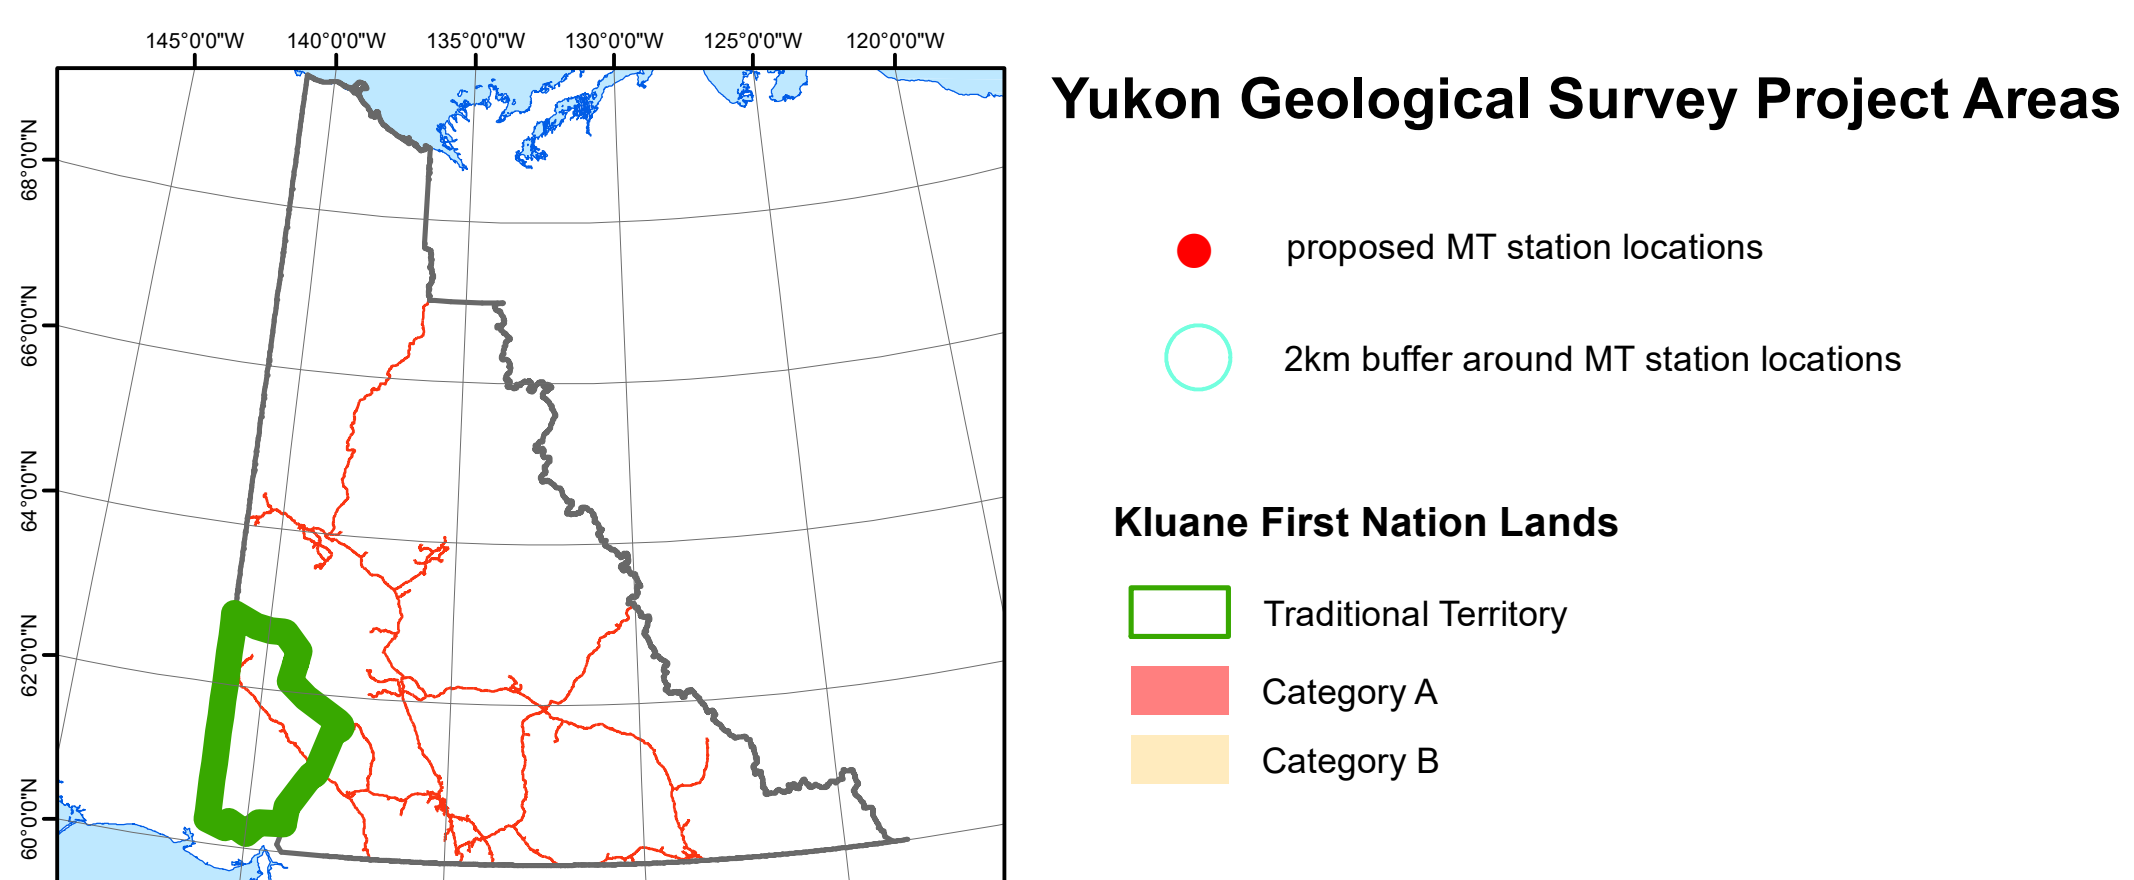 145°0'0"W 140°0'0"W 135°0'0"W 130°0'0"W 125°0'0"W 120°0'0"W
68°0'0"N
66°0'0"N
64°0'0"N
62°0'0"N
60°0'0"N
Yukon Geological Survey Project Areas
proposed MT station locations
2km buffer around MT station locations
Kluane First Nation Lands
Traditional Territory
Category A
Category B